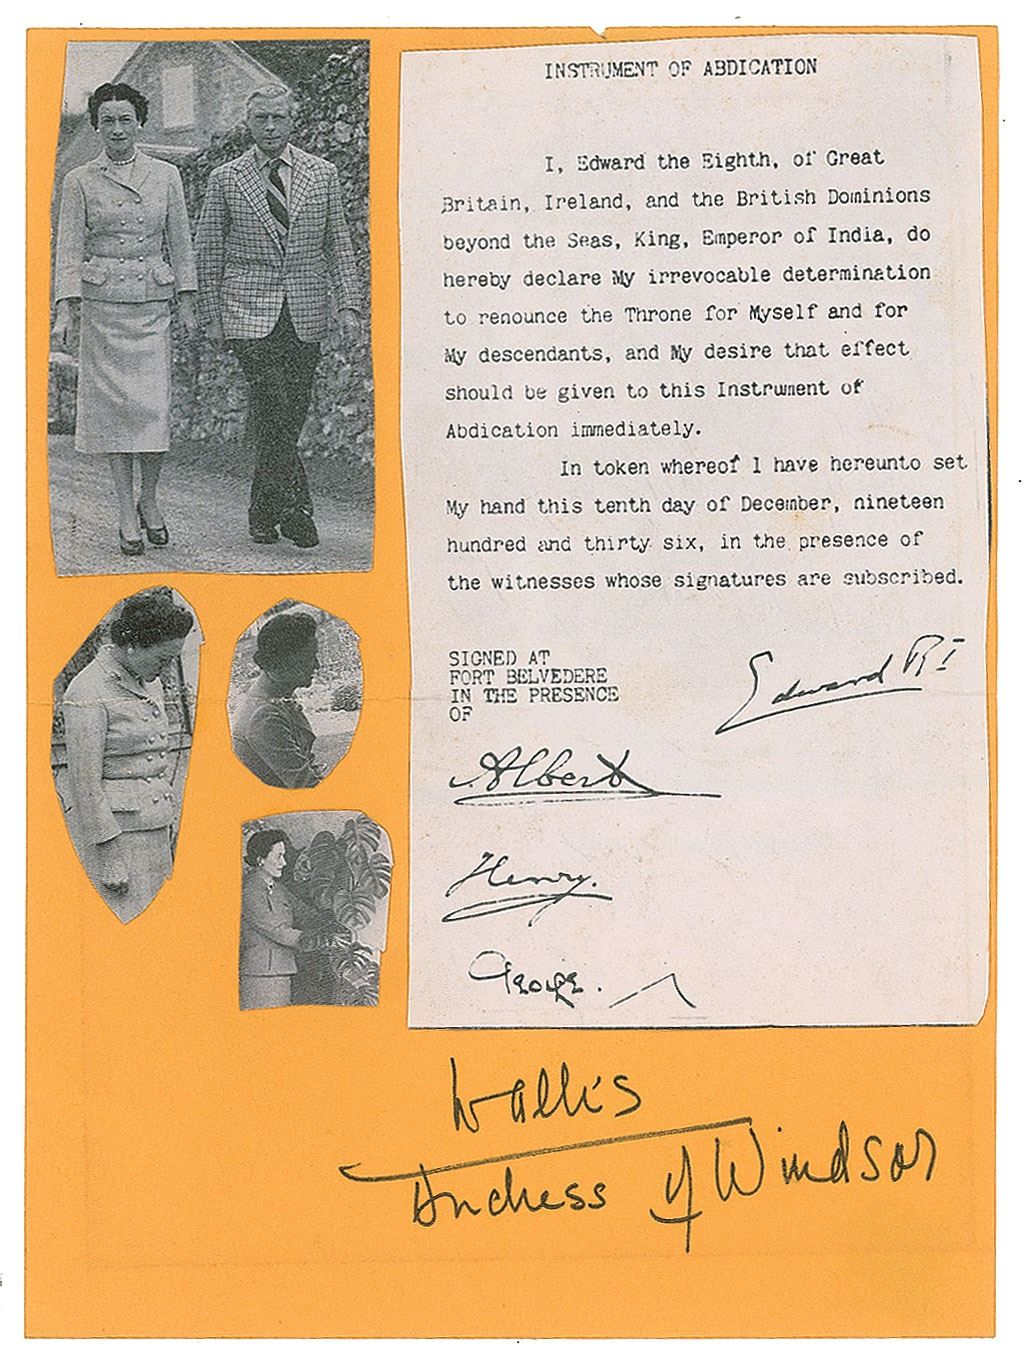 INSTRUMENT OF ABDICATION
I, Edward the Eighth, of Great
Britain, Ireland, and the British Dominions
beyond the Seas, King, Emperor of India, do
hereby declare My irrevocable determination
to renounce the Throne for Myself and for
My descendants, and My desire that effect
should be given to this Instrument of
Abdication immediately.
In token whereof I have hereunto set
My hand this tenth day of December, nineteen
hundred and thirty six, in the presence of
the witnesses whose signatures are subscribed.
SIGNED AT
FORT BELVEDERE
IN THE PRESENCE
OF
Edward RI
Albert
Henry.
George.
Wallis
Duchess of Windsor